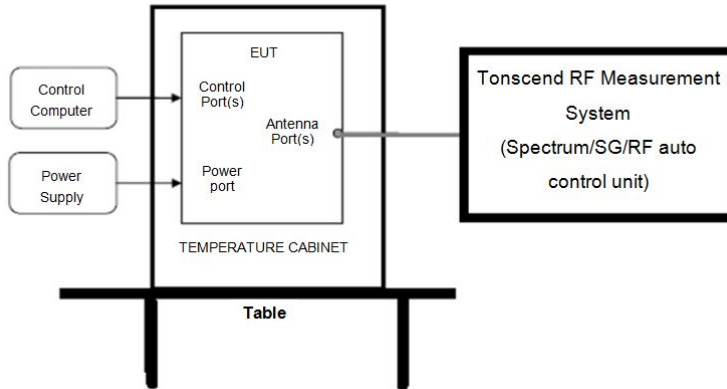 EUT
Control
Computer
Control
Port(s)
Antenna
Port(s)
Power
Supply
Power
port
TEMPERATURE CABINET
Table
Tonscend RF Measurement
System
(Spectrum/SG/RF auto
control unit)